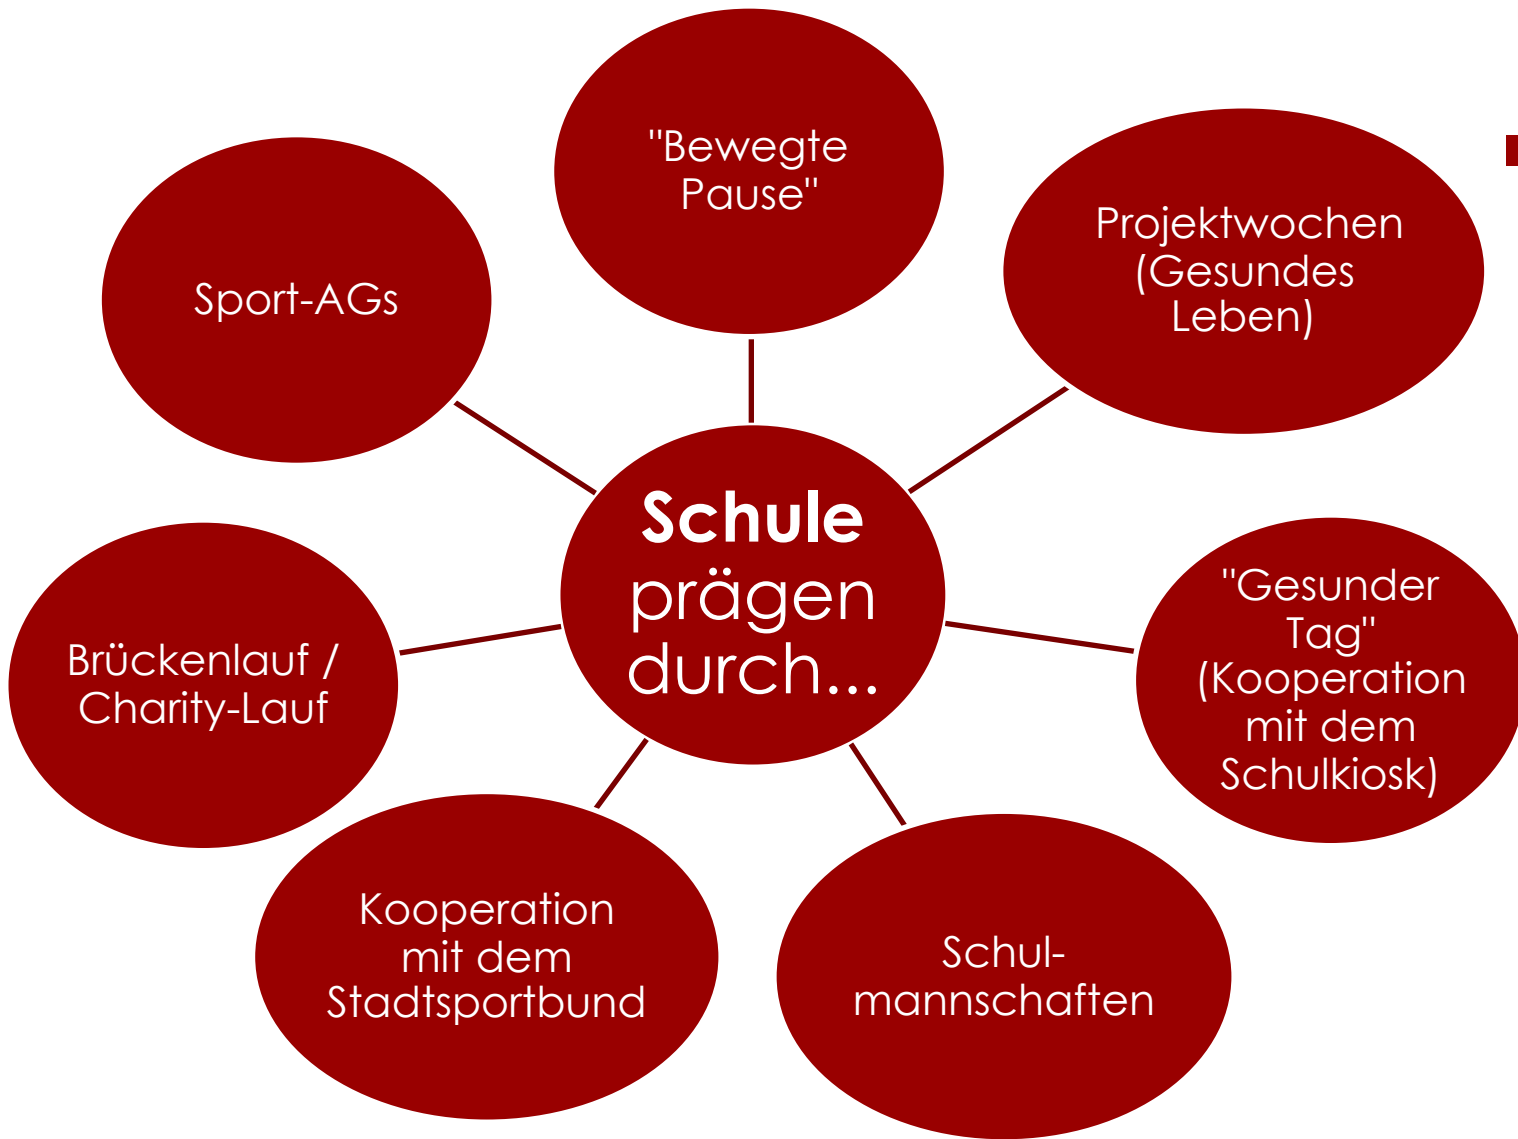 "Bewegte
Pause"
Projektwochen
(Gesundes
Leben)
Sport-AGs
Schule
prägen
durch...
"Gesunder
Tag"
(Kooperation
mit dem
Schulkiosk)
Brückenlauf /
Charity-Lauf
Kooperation
mit dem
Stadtsportbund
Schul-
mannschaften